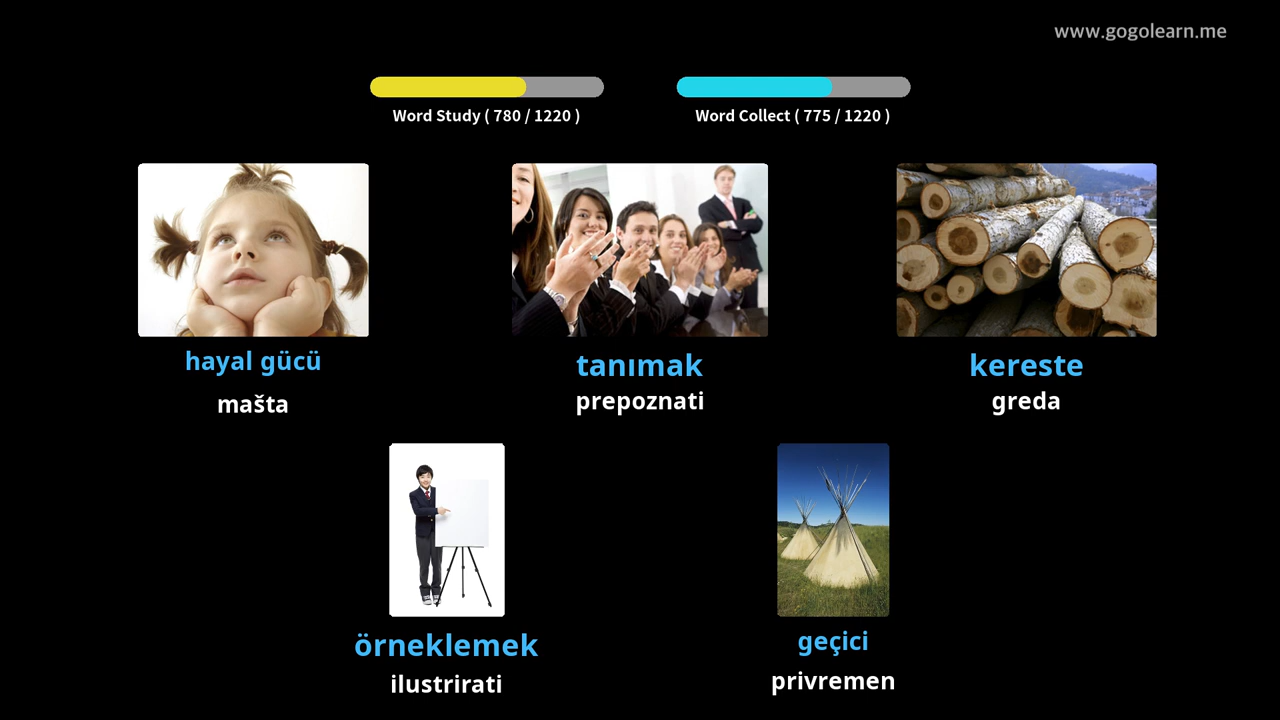 www.gogolearn.me
Word Study ( 780 / 1220 )
Word Collect ( 775 / 1220 )
hayal gücü
mašta
tanımak
prepoznati
kereste
greda
örneklemek
ilustrirati
geçici
privremen